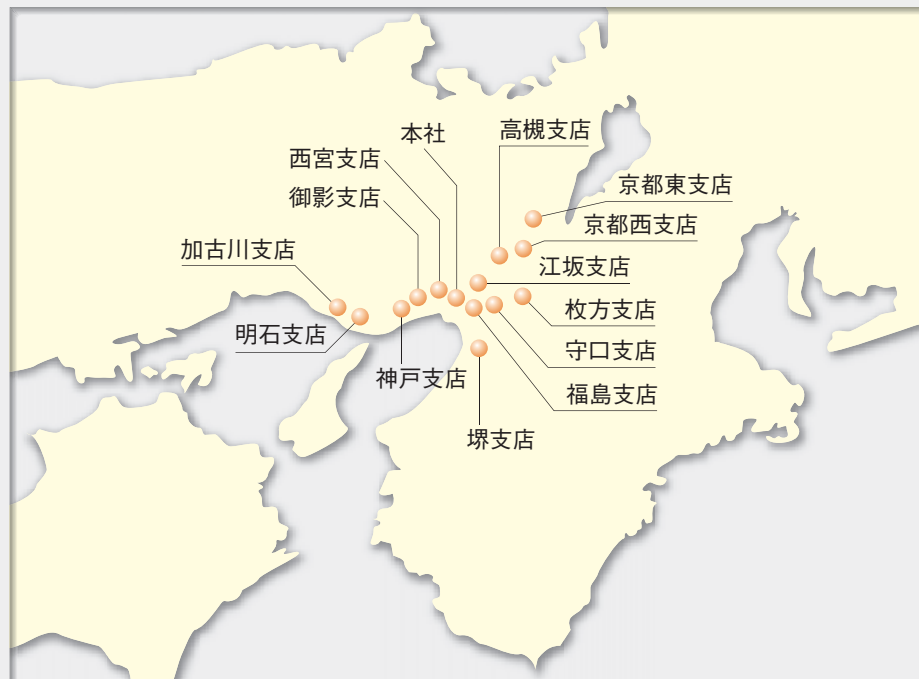 本社
高槻支店
西宮支店
京都東支店
御影支店
京都西支店
加古川支店
江坂支店
枚方支店
明石支店
守口支店
神戸支店
福島支店
堺支店